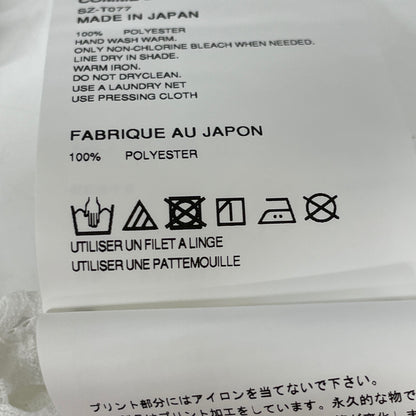 SZ-T077
MADE IN JAPAN
100% POLYESTER
HAND WASH WARM.
ONLY NON-CHLORINE BLEACH WHEN NEEDED.
LINE DRY IN SHADE.
WARM IRON.
DO NOT DRYCLEAN.
USE A LAUNDRY NET
USE PRESSING CLOTH
FABRIQUE AU JAPON
100% POLYESTER
UTILISER UN FILET A LINGE
UTILISER UNE PATTEMOUILLE
プリント部分にはアイロンを当てないで下さい。
はプリント加工をしています。永久的な物で